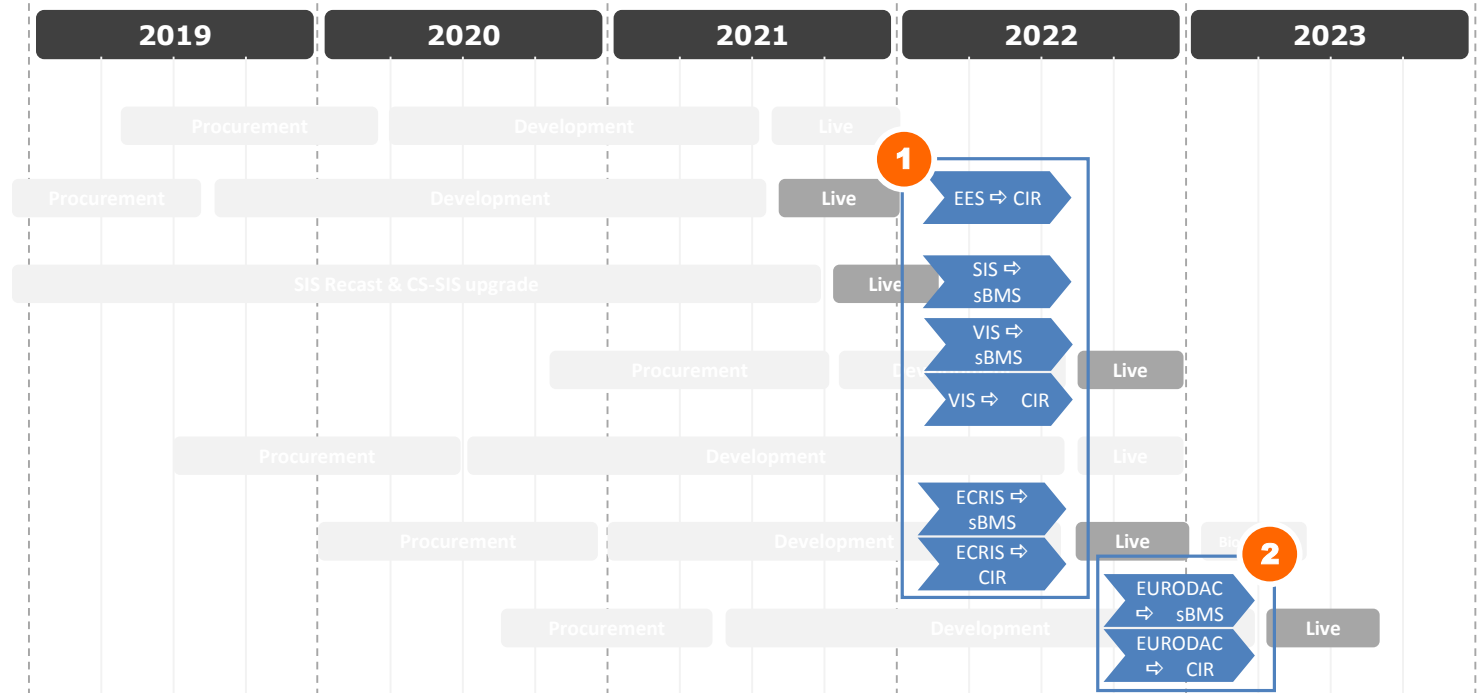 2019 2020 2021 2022 2023
Procurement Development Live
1
Procurement Development Live
EES ⇨ CIR
SIS Recast & CS-SIS upgrade Live
SIS ⇨
sBMS
VIS ⇨
sBMS
Procurement Live
VIS ⇨ CIR
Procurement Development Live
ECRIS ⇨
sBMS
Procurement Development Live
2
ECRIS ⇨
CIR
EURODAC
⇨ sBMS
Procurement Development Live
EURODAC
⇨ CIR